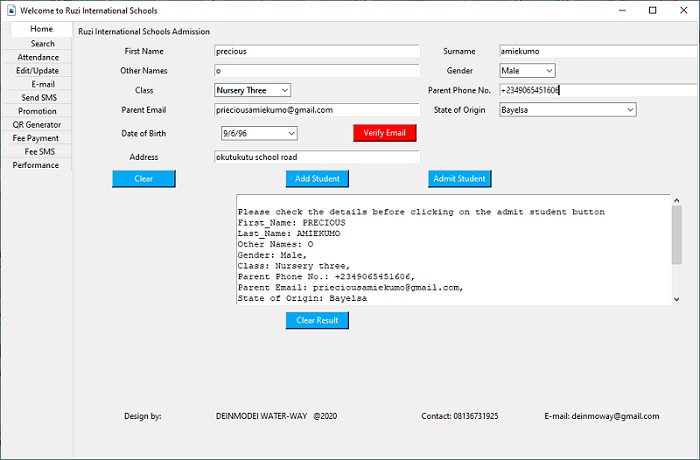 Welcome to Ruzi International Schools
Home
Search
Attendance
Edit/Update
E-mail
Send SMS
Promotion
QR Generator
Fee Payment
Fee SMS
Performance
Ruzi International Schools Admission
First Name precious Surname amiekumo
Other Names o Gender Male
Class Nursery Three Parent Phone No. +2349065451606
Parent Email prieciousamiekumo@gmail.com State of Origin Bayelsa
Date of Birth 9/6/96 Verify Email
Address okutukutu school road
Clear Add Student Admit Student
Please check the details before clicking on the admit student button
First_Name: PRECIOUS
Last_Name: AMIEKUMO
Other Names: O
Gender: Male,
Class: Nursery three,
Parent Phone No.: +2349065451606,
Parent Email: prieciousamiekumo@gmail.com,
State of Origin: Bayelsa
Clear Result
Design by: DEINMODEI WATER-WAY @2020 Contact: 08136731925 E-mail: deinmoway@gmail.com